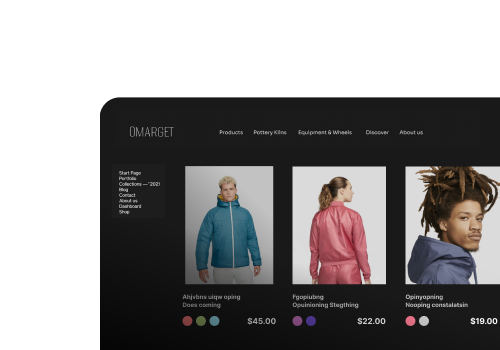 OMARGET
Products Pottery Kilns Equipment & Wheels Discover About us
Start Page
Portfolio
Collections — "2021
Blog
Contact
About us
Dashboard
Shop
Ahjvbns uiqw oping
Does coming
$45.00
Fgopiubng
Opuinioning Stegthing
$22.00
Opinyopning
Nooping constalatsin
$19.00